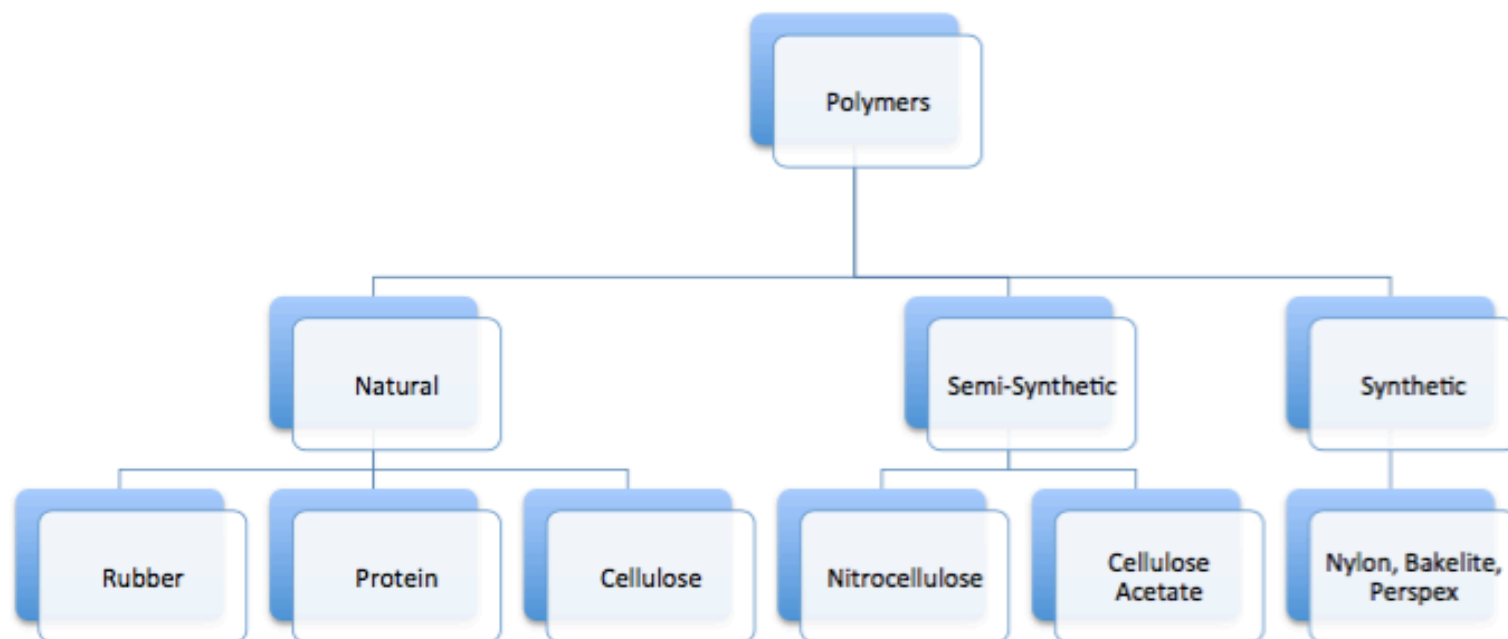 Polymers
Natural
Semi-Synthetic
Synthetic
Rubber
Protein
Cellulose
Nitrocellulose
Cellulose
Acetate
Nylon, Bakelite,
Perspex